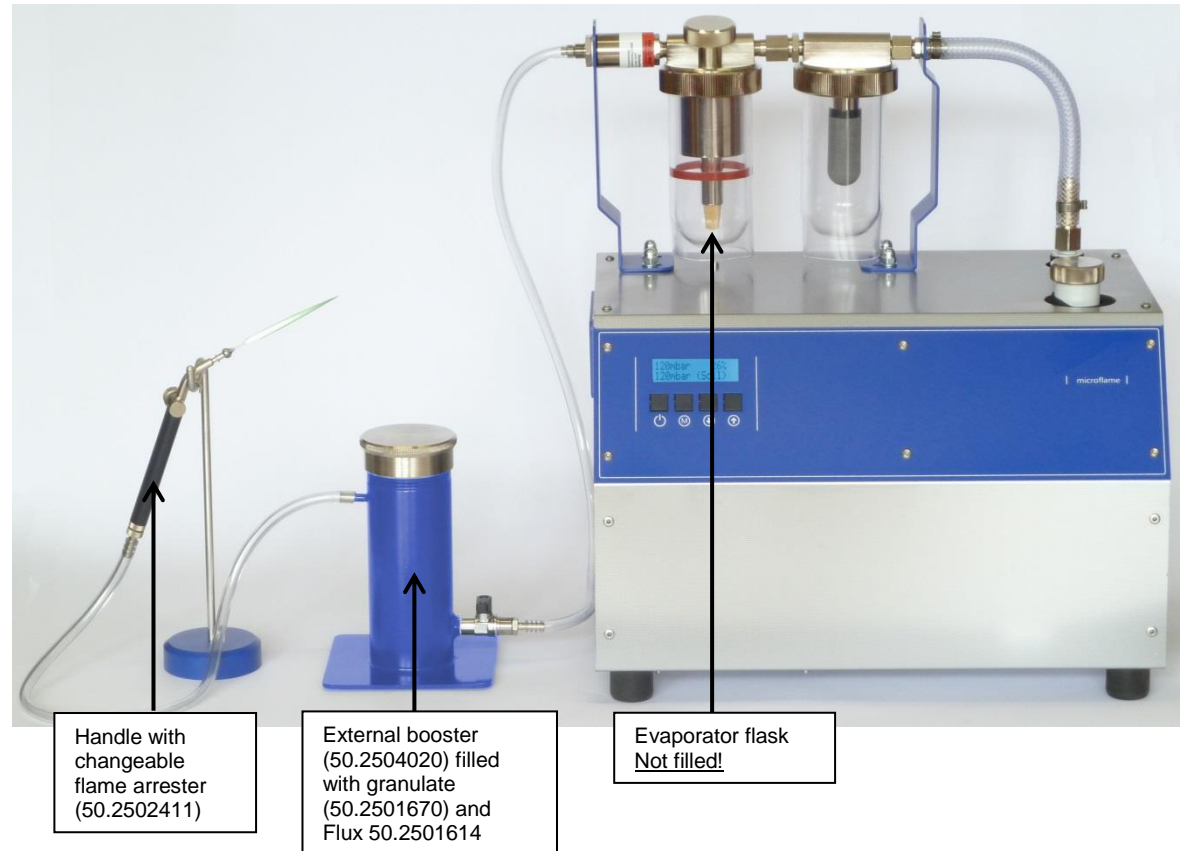 120mbar 
120mbar (Soll)
| microflame |
Handle with
changeable
flame arrester
(50.2502411)
External booster
(50.2504020) filled
with granulate
(50.2501670) and
Flux 50.2501614
Evaporator flask
Not filled!